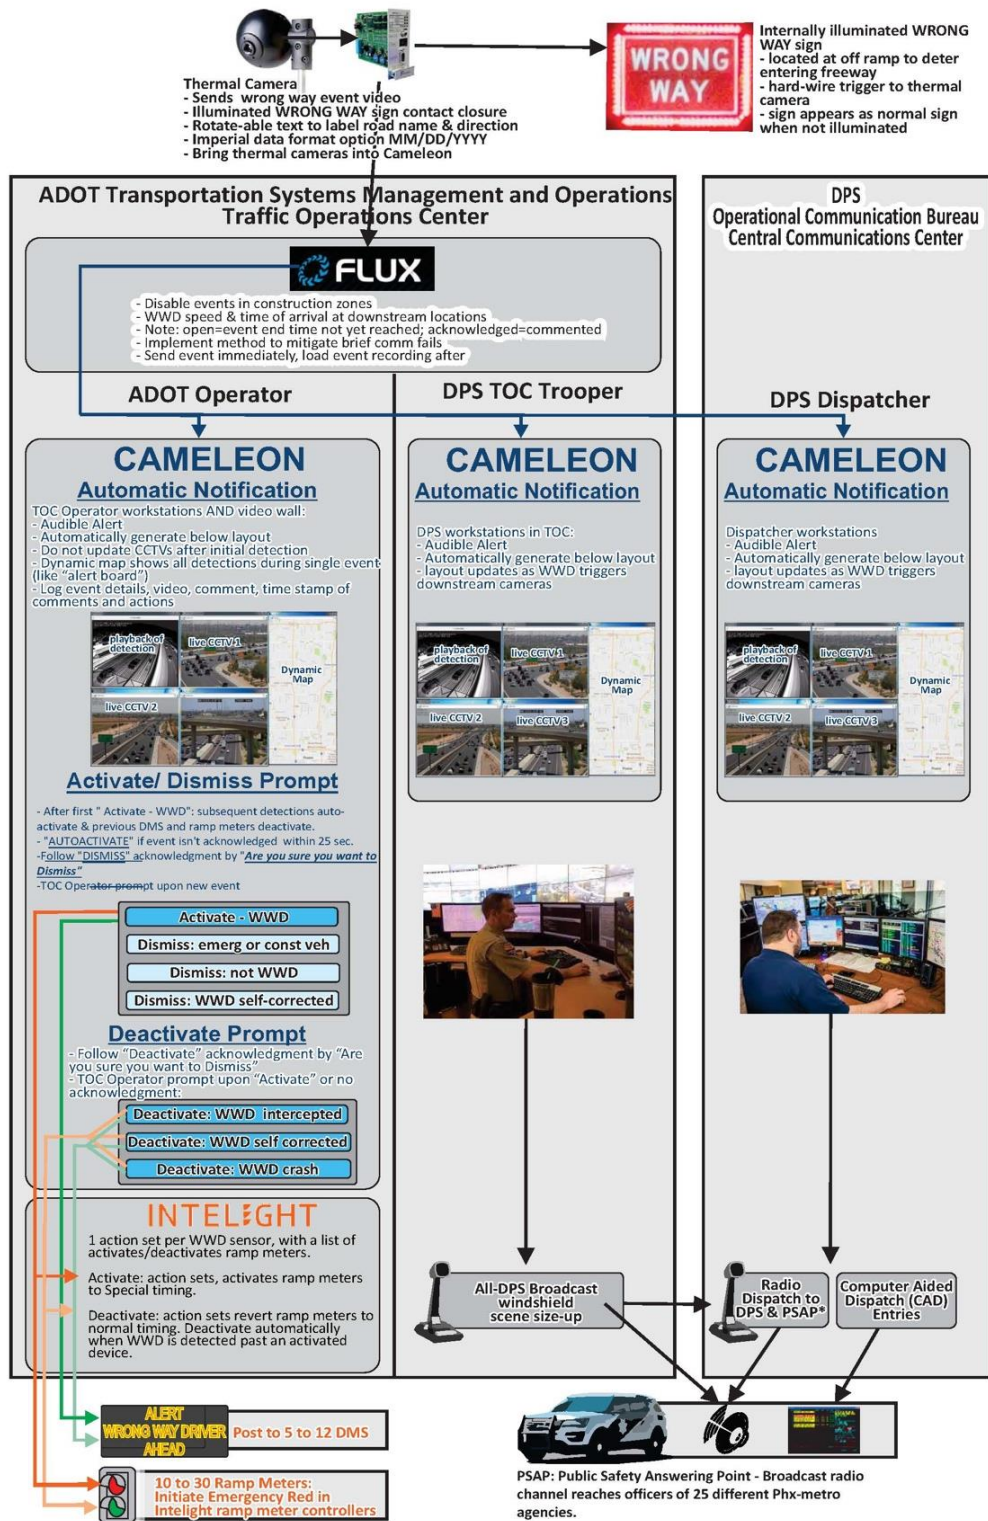 Thermal Camera
- Sends wrong way event video
- Illuminated WRONG WAY sign contact closure
- Rotate-able text to label road name & direction
- Imperial data format option MM/DD/YYYY
- Bring thermal cameras into Cameleon
WRONG
WAY
Internally illuminated WRONG
WAY sign
- located at off ramp to deter
entering freeway
- hard-wire trigger to thermal
camera
- sign appears as normal sign
when not illuminated
ADOT Transportation Systems Management and Operations
Traffic Operations Center
FLUX
- Disable events in construction zones
- WWD speed & time of arrival at downstream locations
- Note: open=event end time not yet reached; acknowledged=commented
- Implement method to mitigate brief comm fails
- Send event immediately, load event recording after
DPS
Operational Communication Bureau
Central Communications Center
ADOT Operator
CAMELEON
Automatic Notification
TOC Operator workstations AND video wall:
- Audible Alert
- Automatically generate below layout
- Do not update CCTVs after initial detection
- Dynamic map shows all detections during single event
(like "alert board")
- Log event details, video, comment, time stamp of
comments and actions
playback of
detection
live CCTV 1
live CCTV 2
Dynamic
Map
Activate/ Dismiss Prompt
- After first " Activate - WWD": subsequent detections auto-
activate & previous DMS and ramp meters deactivate.
- "AUTOACTIVATE" if event isn't acknowledged within 25 sec.
-Follow "DISMISS" acknowledgment by "Are you sure you want to
Dismiss"
-TOC Operator prompt upon new event
Activate - WWD
Dismiss: emerg or const veh
Dismiss: not WWD
Dismiss: WWD self-corrected
Deactivate Prompt
- Follow "Deactivate" acknowledgment by "Are
you sure you want to Dismiss"
- TOC Operator prompt upon "Activate" or no
acknowledgment:
Deactivate: WWD intercepted
Deactivate: WWD self corrected
Deactivate: WWD crash
INTELIGHT
1 action set per WWD sensor, with a list of
activates/deactivates ramp meters.
Activate: action sets, activates ramp meters
to Special timing.
Deactivate: action sets revert ramp meters to
normal timing. Deactivate automatically
when WWD is detected past an activated
device.
ALERT
WRONG WAY DRIVER
AHEAD
Post to 5 to 12 DMS
10 to 30 Ramp Meters:
Initiate Emergency Red in
Intelight ramp meter controllers
DPS TOC Trooper
CAMELEON
Automatic Notification
DPS workstations in TOC:
- Audible Alert
- Automatically generate below layout
- layout updates as WWD triggers
downstream cameras
playback of
detection
live CCTV 1
live CCTV 2
live CCTV 3
Dynamic
Map
All-DPS Broadcast
windshield
scene size-up
DPS Dispatcher
CAMELEON
Automatic Notification
Dispatcher workstations
- Audible Alert
- Automatically generate below layout
- layout updates as WWD triggers
downstream cameras
playback of
detection
live CCTV 1
live CCTV 2
live CCTV 3
Dynamic
Map
Radio
Dispatch to
DPS & PSAP*
Computer Aided
Dispatch (CAD)
Entries
PSAP: Public Safety Answering Point - Broadcast radio
channel reaches officers of 25 different Phx-metro
agencies.